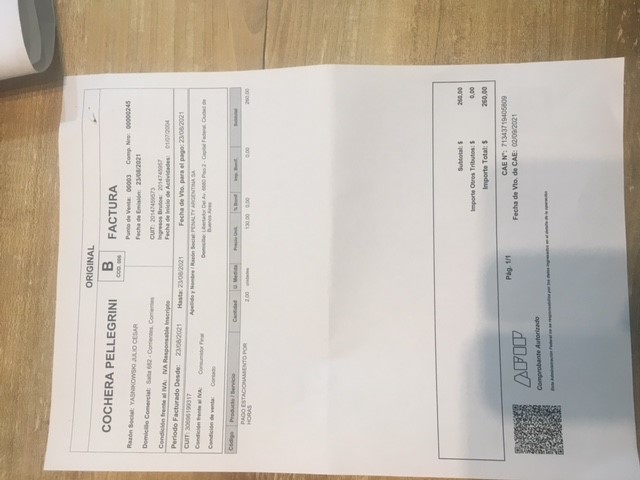 ORIGINAL
COCHERA PELLEGRINI
B
COD. 006
FACTURA
Punto de Venta: 00003 Comp. Nro: 00000245
Fecha de Emisión: 23/08/2021
Razón Social: YASNIKOWSKI JULIO CESAR
Domicilio Comercial: Salta 682 - Corrientes, Corrientes
Condición frente al IVA: IVA Responsable Inscripto
CUIT:
Ingresos Brutos:
Fecha de Inicio de Actividades: 01/07/2004
Período Facturado Desde: 23/08/2021 Hasta: 23/08/2021 Fecha de Vto. para el pago: 23/08/2021
CUIT: 30696199317 Apellido y Nombre / Razón Social: PENALTY ARGENTINA SA
Condición frente al IVA: Consumidor Final Domicilio: Libertador Del Av. Piso:2 - Capital Federal, Ciudad de
Buenos Aires
Condición de venta: Contado
Código Producto / Servicio Cantidad U. Medida Precio Unit. % Bonif Imp. Bonif. Subtotal
PAGO ESTACIONAMIENTO POR HORAS 2,00 unidades 130,00 0,00 0,00 260,00
Subtotal: $ 260,00
Importe Otros Tributos: $ 0,00
Importe Total: $ 260,00
AFIP
Pág. 1/1
CAE N°: 71343719405809
Fecha de Vto. de CAE: 02/09/2021
Comprobante Autorizado
Esta Administración Federal no se responsabiliza por los datos ingresados en el detalle de la operación